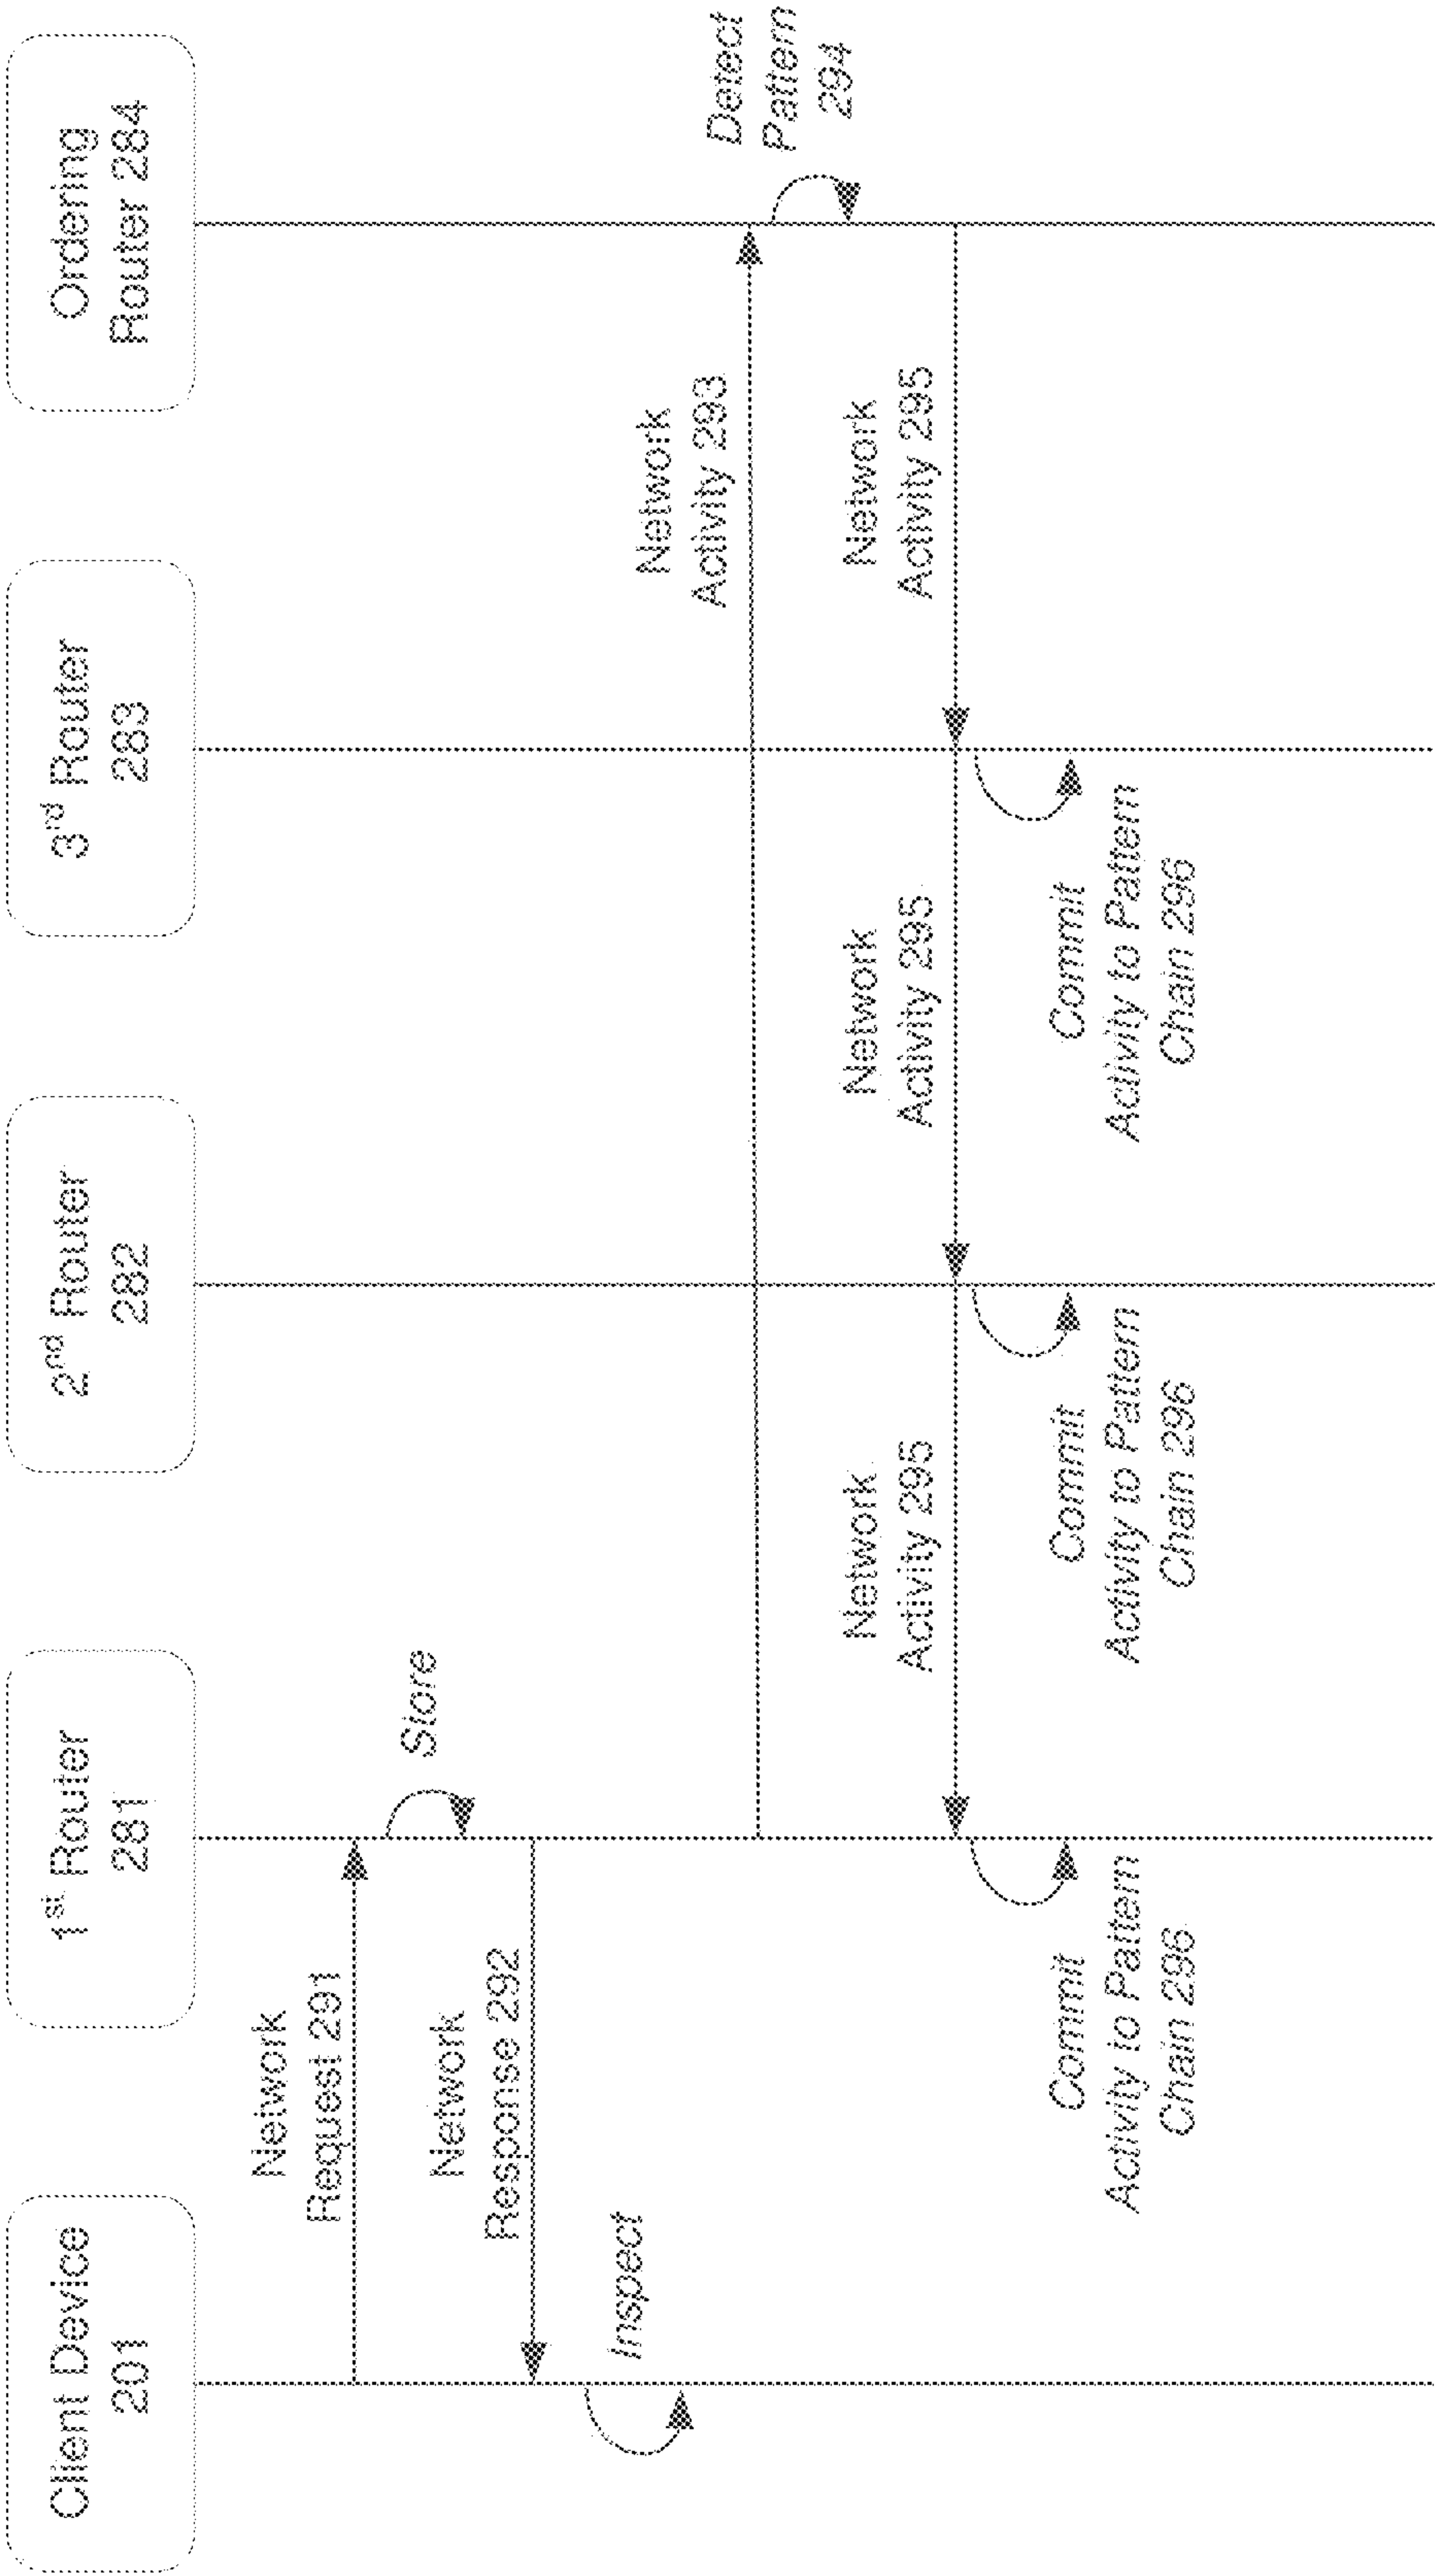 Client Device
201
1st Router
281
2nd Router
282
3rd Router
283
Ordering
Router 284
Network
Request 291
Store
Network
Response 292
Inspect
Network
Activity 293
Detect
Pattern
294
Network
Activity 295
Network
Activity 295
Network
Activity 295
Commit
Activity to Pattern
Chain 296
Commit
Activity to Pattern
Chain 296
Commit
Activity to Pattern
Chain 296